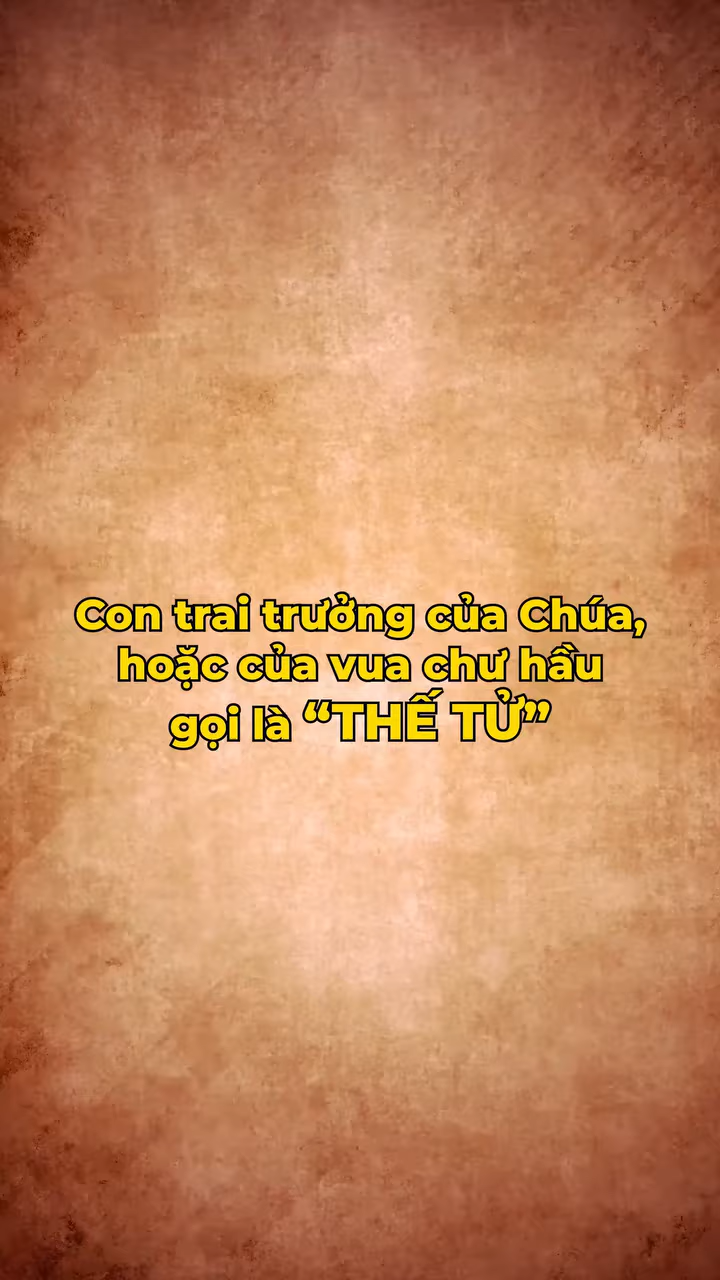 Con trai trưởng của Chúa,
hoặc của vua chư hầu
gọi là “THẾ TỬ”